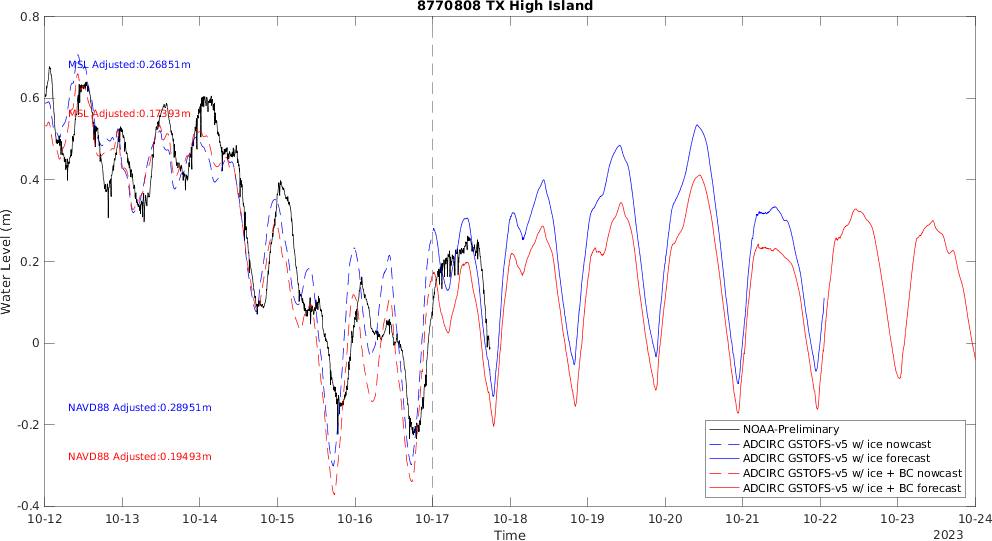 8770808 TX High Island
0.8
0.6
0.4
0.2
0
-0.2
-0.4
Water Level (m)
MSL Adjusted:0.26851m
MSL Adjusted:0.17393m
NAVD88 Adjusted:0.28951m
NAVD88 Adjusted:0.19493m
NOAA-Preliminary
ADCIRC GSTOFS-v5 w/ ice nowcast
ADCIRC GSTOFS-v5 w/ ice forecast
ADCIRC GSTOFS-v5 w/ ice + BC nowcast
ADCIRC GSTOFS-v5 w/ ice + BC forecast
10-12 10-13 10-14 10-15 10-16 10-17 10-18 10-19 10-20 10-21 10-22 10-23 10-24
Time
2023